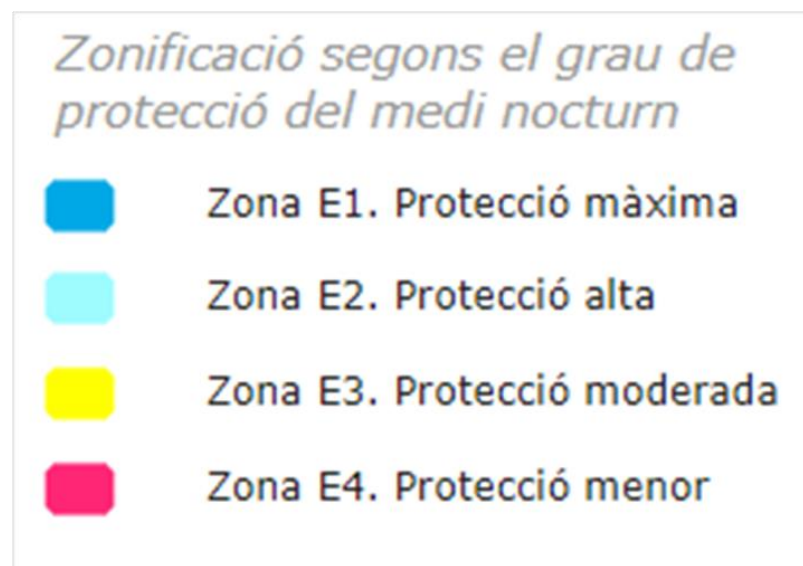 Zonificació segons el grau de
protecció del medi nocturn
Zona E1. Protecció màxima
Zona E2. Protecció alta
Zona E3. Protecció moderada
Zona E4. Protecció menor